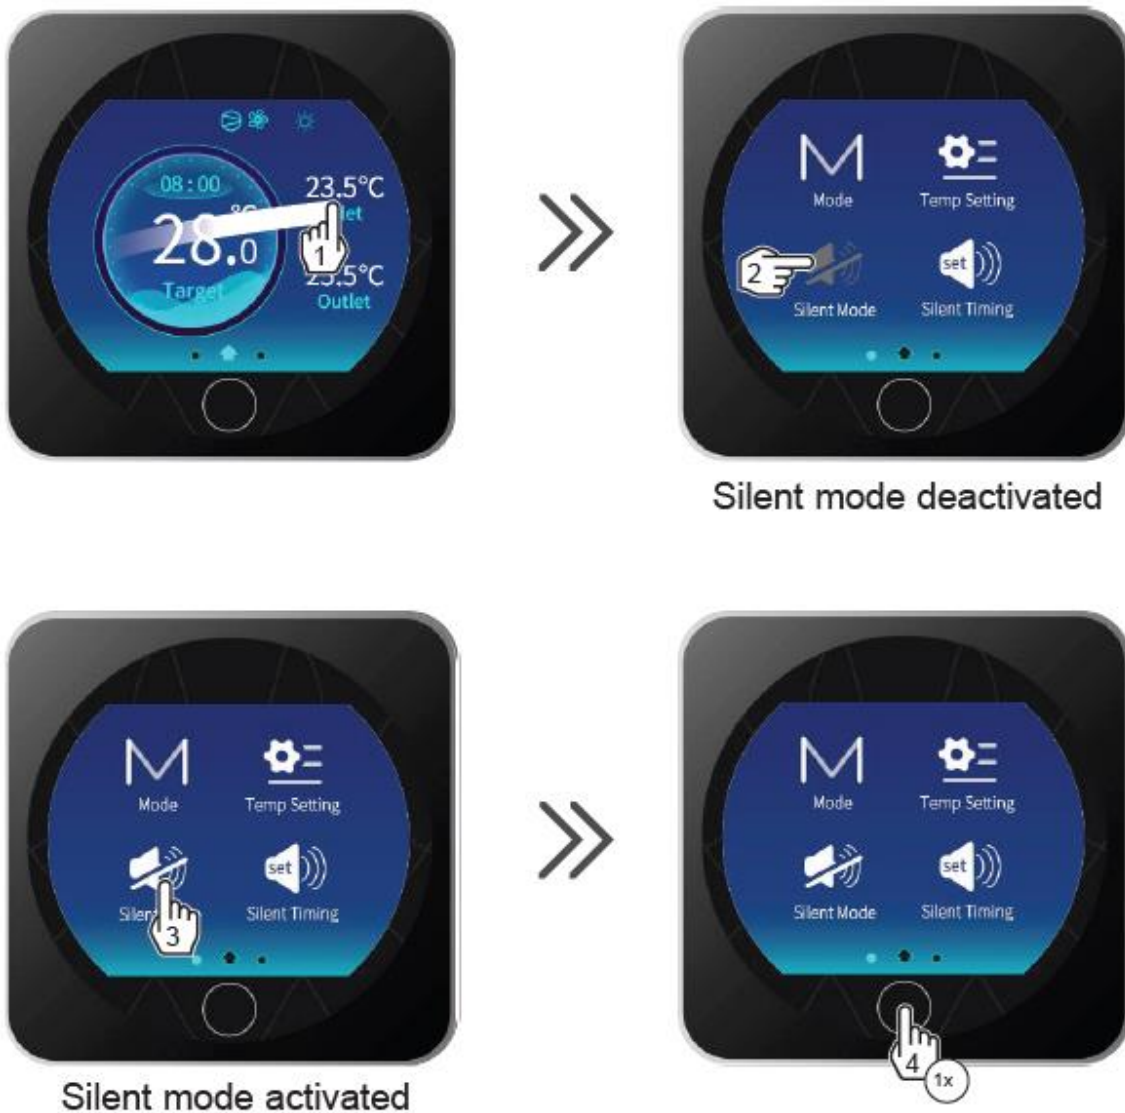 08:00
23.5°C
28.0
1
23.5°C
Target
Outlet
Mode
Temp Setting
2
set
Silent Mode
Silent Timing
Silent mode deactivated
Mode
Temp Setting
set
Silent Timing
3
Silent mode activated
Mode
Temp Setting
set
Silent Mode
Silent Timing
4
1x